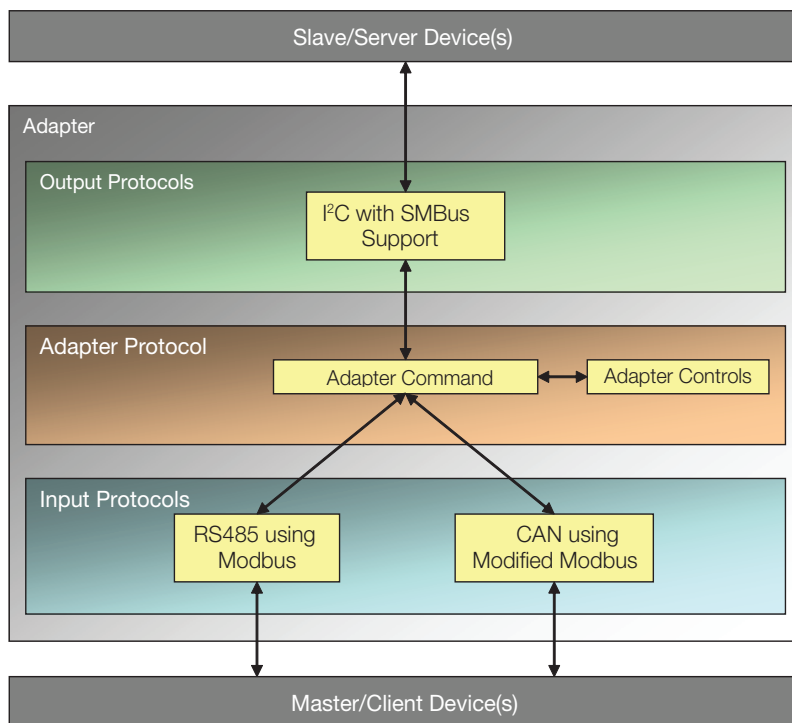 Slave/Server Device(s)
Adapter
Output Protocols
I²C with SMBus
Support
Adapter Protocol
Adapter Command
Adapter Controls
Input Protocols
RS485 using
Modbus
CAN using
Modified Modbus
Master/Client Device(s)